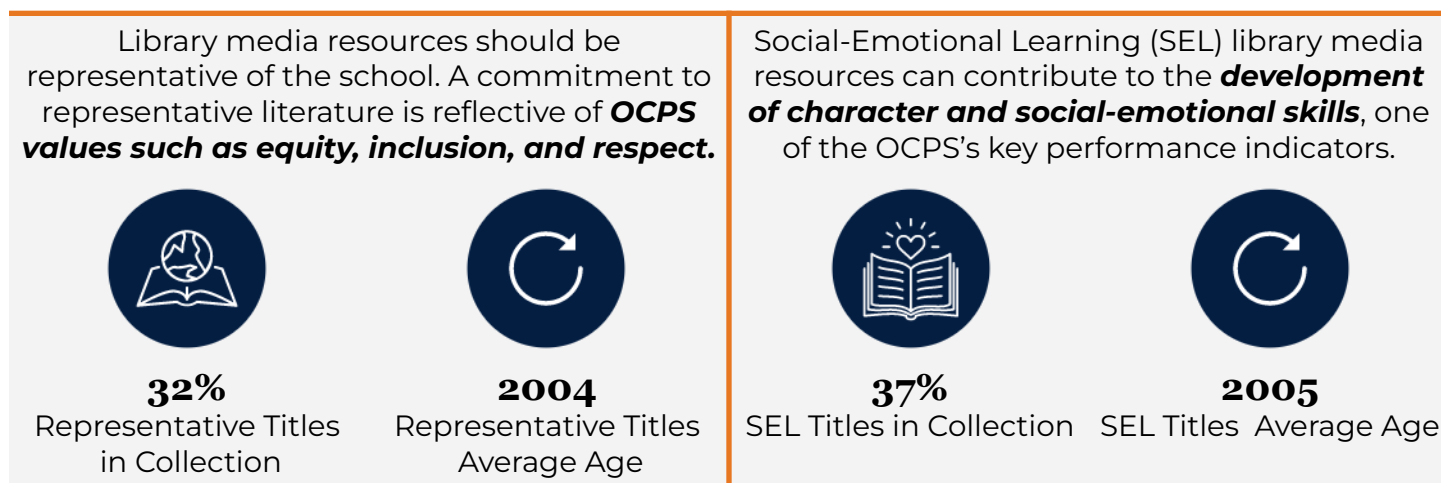 Library media resources should be
representative of the school. A commitment to
representative literature is reflective of OCPS
values such as equity, inclusion, and respect.
32%
Representative Titles
in Collection
2004
Representative Titles
Average Age
Social-Emotional Learning (SEL) library media
resources can contribute to the development
of character and social-emotional skills, one
of the OCPS's key performance indicators.
37%
SEL Titles in Collection
2005
SEL Titles Average Age